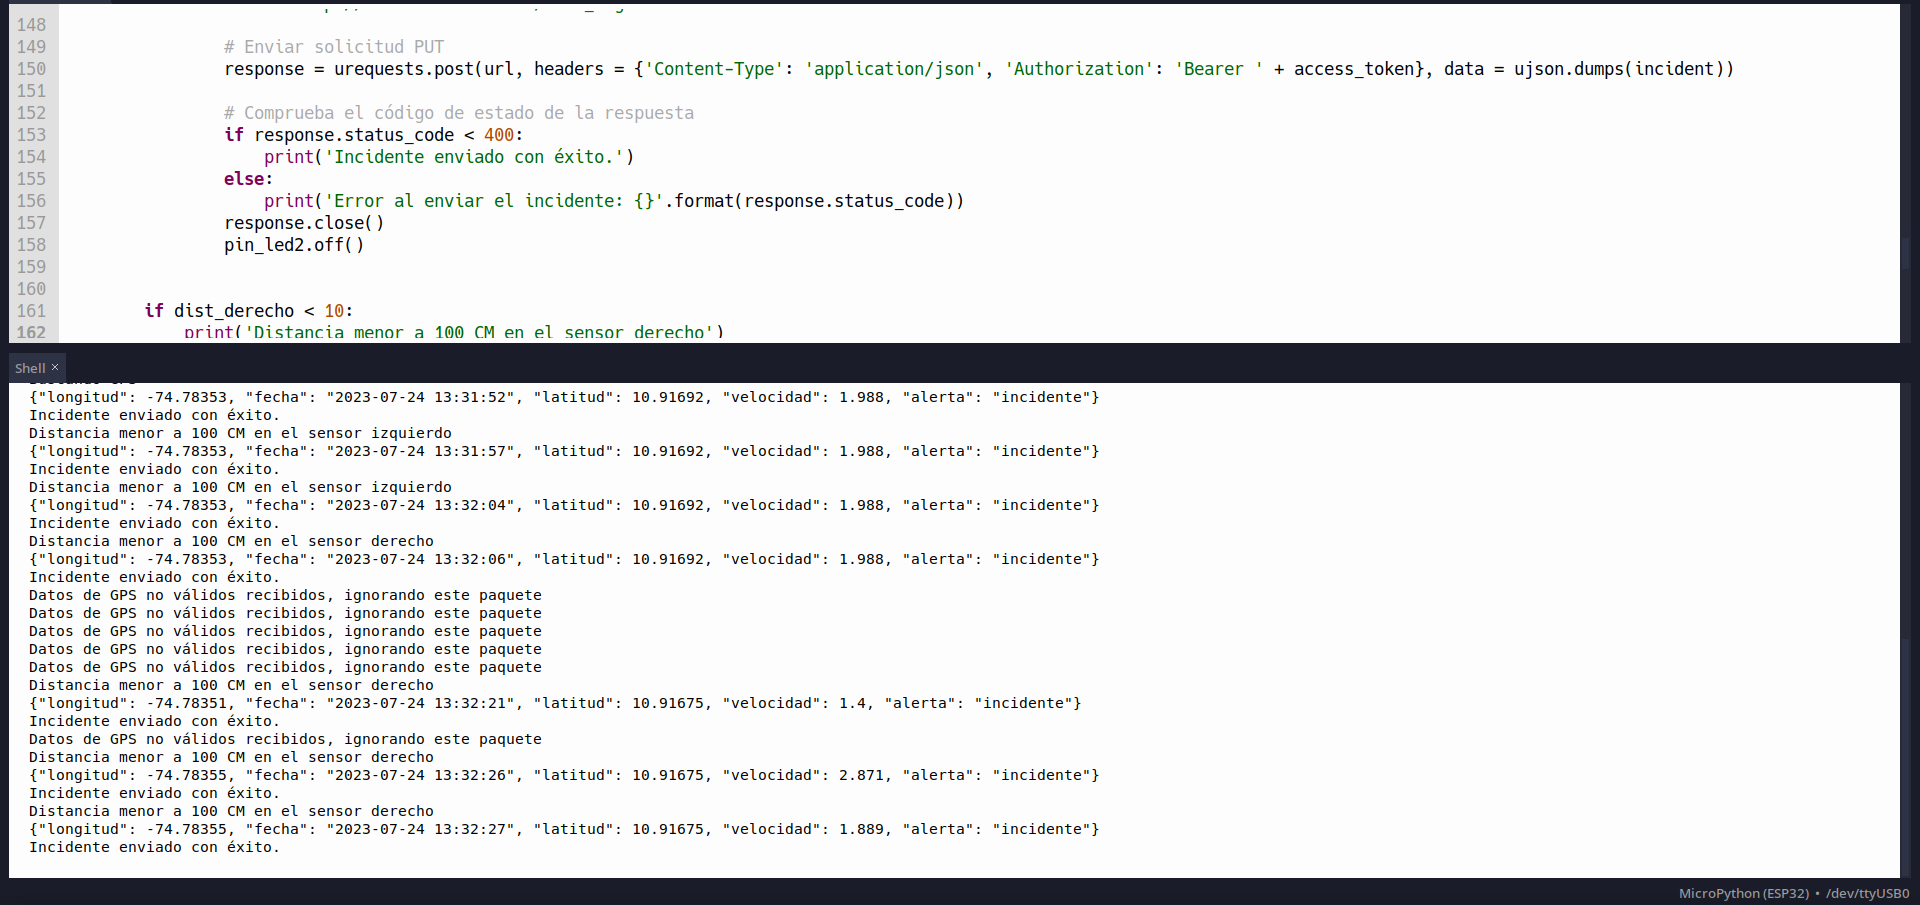 148
149 # Enviar solicitud PUT
150 response = urequests.post(url, headers = {'Content-Type': 'application/json', 'Authorization': 'Bearer ' + access_token}, data = ujson.dumps(incident))
151
152 # Comprueba el código de estado de la respuesta
153 if response.status_code < 400:
154 print('Incidente enviado con éxito.')
155 else:
156 print('Error al enviar el incidente: {}'.format(response.status_code))
157 response.close()
158 pin_led2.off()
159
160
161 if dist_derecho < 10:
162 print('Distancia menor a 100 CM en el sensor derecho')
Shell ×
{"longitud": -74.78353, "fecha": "2023-07-24 13:31:52", "latitud": 10.91692, "velocidad": 1.988, "alerta": "incidente"}
Incidente enviado con éxito.
Distancia menor a 100 CM en el sensor izquierdo
{"longitud": -74.78353, "fecha": "2023-07-24 13:31:57", "latitud": 10.91692, "velocidad": 1.988, "alerta": "incidente"}
Incidente enviado con éxito.
Distancia menor a 100 CM en el sensor izquierdo
{"longitud": -74.78353, "fecha": "2023-07-24 13:32:04", "latitud": 10.91692, "velocidad": 1.988, "alerta": "incidente"}
Incidente enviado con éxito.
Distancia menor a 100 CM en el sensor derecho
{"longitud": -74.78353, "fecha": "2023-07-24 13:32:06", "latitud": 10.91692, "velocidad": 1.988, "alerta": "incidente"}
Incidente enviado con éxito.
Datos de GPS no válidos recibidos, ignorando este paquete
Datos de GPS no válidos recibidos, ignorando este paquete
Datos de GPS no válidos recibidos, ignorando este paquete
Datos de GPS no válidos recibidos, ignorando este paquete
Datos de GPS no válidos recibidos, ignorando este paquete
Distancia menor a 100 CM en el sensor derecho
{"longitud": -74.78351, "fecha": "2023-07-24 13:32:21", "latitud": 10.91675, "velocidad": 1.4, "alerta": "incidente"}
Incidente enviado con éxito.
Datos de GPS no válidos recibidos, ignorando este paquete
Distancia menor a 100 CM en el sensor derecho
{"longitud": -74.78355, "fecha": "2023-07-24 13:32:26", "latitud": 10.91675, "velocidad": 2.871, "alerta": "incidente"}
Incidente enviado con éxito.
Distancia menor a 100 CM en el sensor derecho
{"longitud": -74.78355, "fecha": "2023-07-24 13:32:27", "latitud": 10.91675, "velocidad": 1.889, "alerta": "incidente"}
Incidente enviado con éxito.
MicroPython (ESP32) • /dev/ttyUSB0